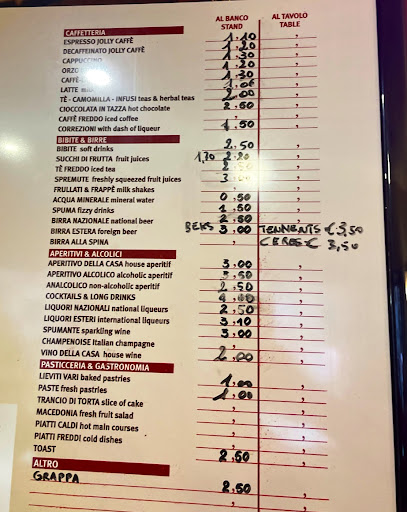 AL BANCO STAND AL TAVOLO TABLE
CAFFETTERIA
ESPRESSO JOLLY CAFFÈ 1,10 ,
DECAFFEINATO JOLLY CAFFÈ 1,20 ,
CAPPUCCINO 1,30 ,
ORZO 1,20 ,
CAFFÈ- 1,30 ,
LATTE ,
TÈ - CAMOMILLA - INFUSI teas & herbal teas 2,00 ,
CIOCCOLATA IN TAZZA hot chocolate 2,50 ,
CAFFÈ FREDDO iced coffee , ,
CORREZIONI with dash of liqueur 1,50 ,
BIBITE & BIRRE
BIBITE soft drinks 2,50 ,
SUCCHI DI FRUTTA fruit juices 1,70 2,20 ,
TÈ FREDDO iced tea 2,50 ,
SPREMUTE freshly squeezed fruit juices ,
FRULLATI & FRAPPÈ milk shakes , ,
ACQUA MINERALE mineral water 0,50 ,
SPUMA fizzy drinks 1,50 ,
BIRRA NAZIONALE national beer 2,50 ,
BIRRA ESTERA foreign beer BEKS 3,00 TENNENTS € 3,50
BIRRA ALLA SPINA , CERES € 3,50
APERITIVI & ALCOLICI
APERITIVO DELLA CASA house aperitif 3,00 ,
APERITIVO ALCOLICO alcoholic aperitif 3,50 ,
ANALCOLICO non-alcoholic aperitif 2,50 ,
COCKTAILS & LONG DRINKS 4,00 ,
LIQUORI NAZIONALI national liqueurs 2,50 ,
LIQUORI ESTERI international liqueurs 3,10 ,
SPUMANTE sparkling wine 3,00 ,
CHAMPENOISE Italian champagne , ,
VINO DELLA CASA house wine 2,00 ,
PASTICCERIA & GASTRONOMIA
LIEVITI VARI baked pastries 1,00 ,
PASTE fresh pastries 1,00 ,
TRANCIO DI TORTA slice of cake , ,
MACEDONIA fresh fruit salad , ,
PIATTI CALDI hot main courses , ,
PIATTI FREDDI cold dishes , ,
TOAST 2,50 ,
ALTRO
GRAPPA 2,50 ,